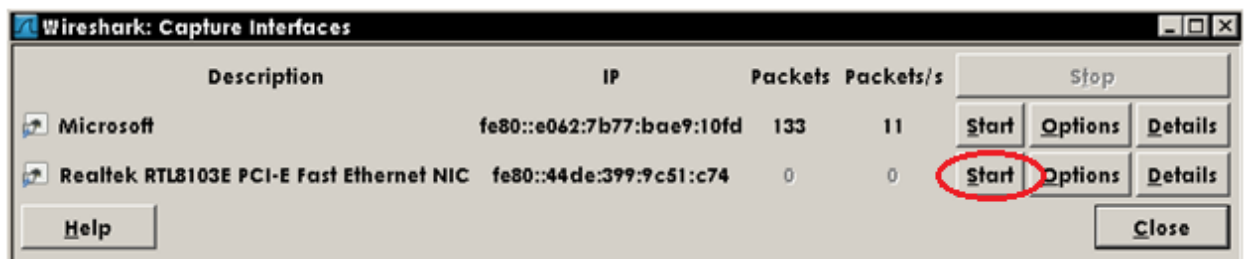 Wireshark: Capture Interfaces
Description IP Packets Packets/s Stop
Microsoft fe80::e062:7b77:bae9:10fd 133 11 Start Options Details
Realtek RTL8103E PCI-E Fast Ethernet NIC fe80::44de:399:9c51:c74 0 0 Start Options Details
Help Close